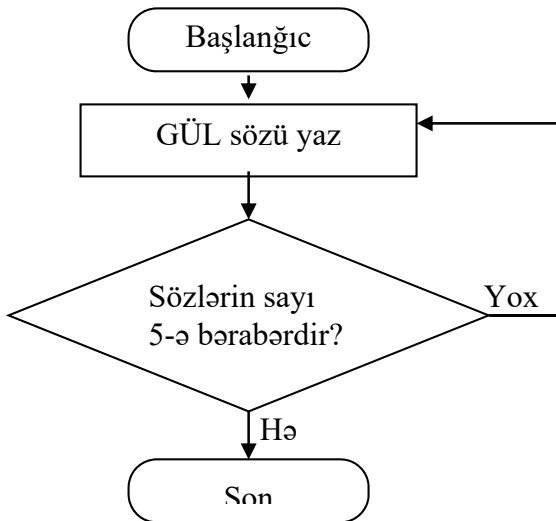 Başlanğıc
GÜL sözü yaz
Sözlərin sayı
5-ə bərabərdir?
Yox
Hə
Son